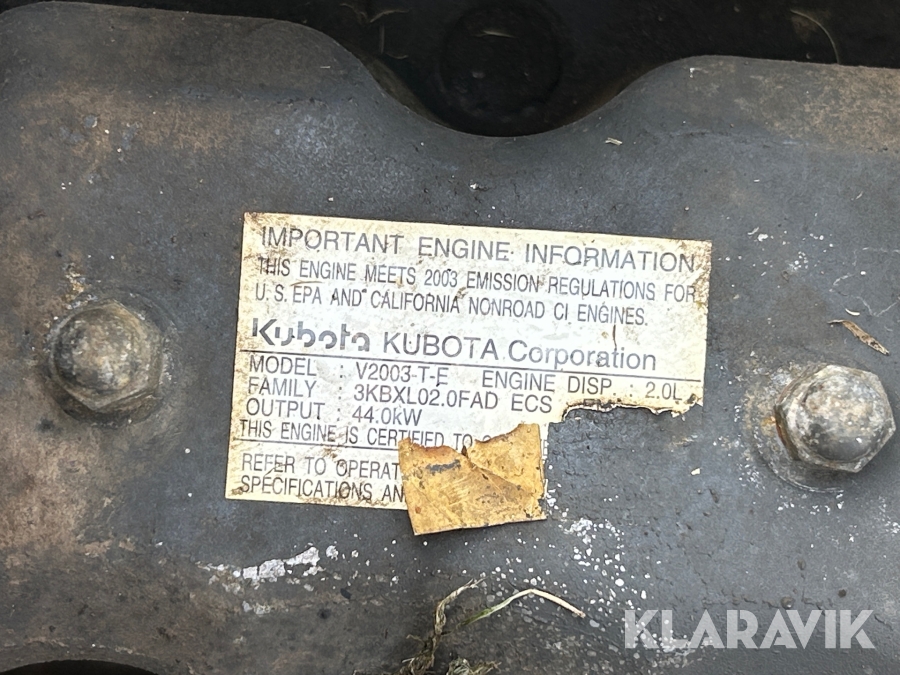 IMPORTANT ENGINE INFORMATION
THIS ENGINE MEETS 2003 EMISSION REGULATIONS FOR
U.S. EPA AND CALIFORNIA NONROAD CI ENGINES.
Kubota KUBOTA Corporation
MODEL : V2003-T-E ENGINE DISP : 2.0L
FAMILY : 3KBXL02.0FAD ECS
OUTPUT : 44.0kW
THIS ENGINE IS CERTIFIED TO
REFER TO OPERAT
SPECIFICATIONS AN
KLARAVIK